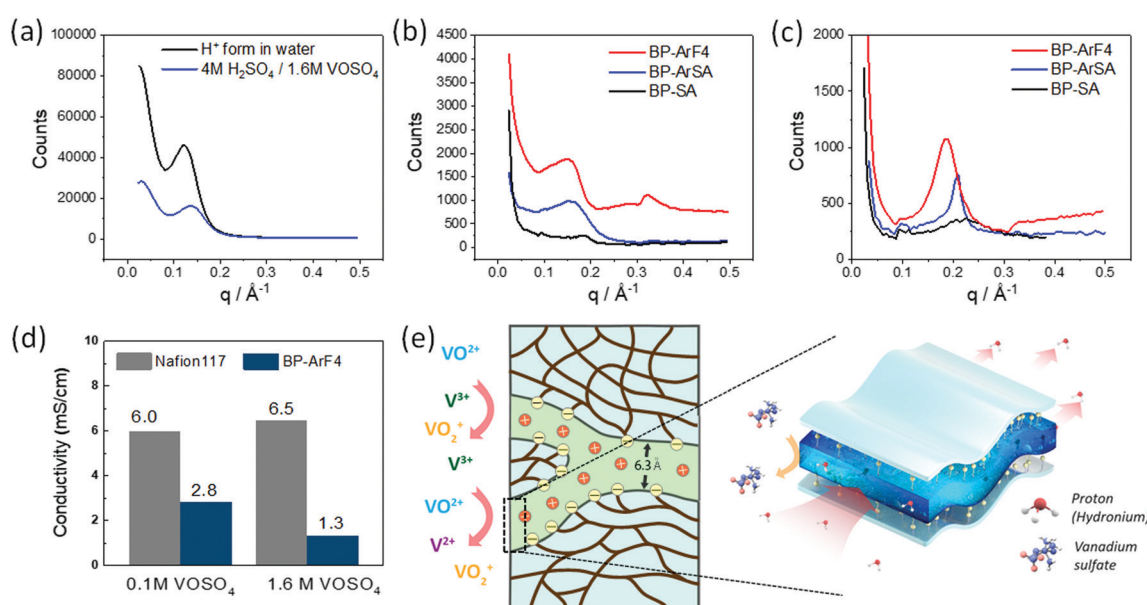 (a)
100000
80000
60000
40000
20000
0
Counts
H⁺ form in water
4M H₂SO₄ / 1.6M VOSO₄
0.0 0.1 0.2 0.3 0.4 0.5
q / Å⁻¹
(b)
4500
4000
3500
3000
2500
2000
1500
1000
500
0
Counts
BP-ArF4
BP-ArSA
BP-SA
0.0 0.1 0.2 0.3 0.4 0.5
q / Å⁻¹
(c)
2000
1500
1000
500
0
Counts
BP-ArF4
BP-ArSA
BP-SA
0.0 0.1 0.2 0.3 0.4 0.5
q / Å⁻¹
(d)
10
8
6
4
2
0
Conductivity (mS/cm)
Nafion117 BP-ArF4
6.0 2.8 6.5 1.3
0.1M VOSO₄ 1.6 M VOSO₄
(e)
VO²⁺
V³⁺
VO₂⁺
V³⁺
VO²⁺
V²⁺
VO₂⁺
6.3 Å
Proton
(Hydronium)
Vanadium
sulfate